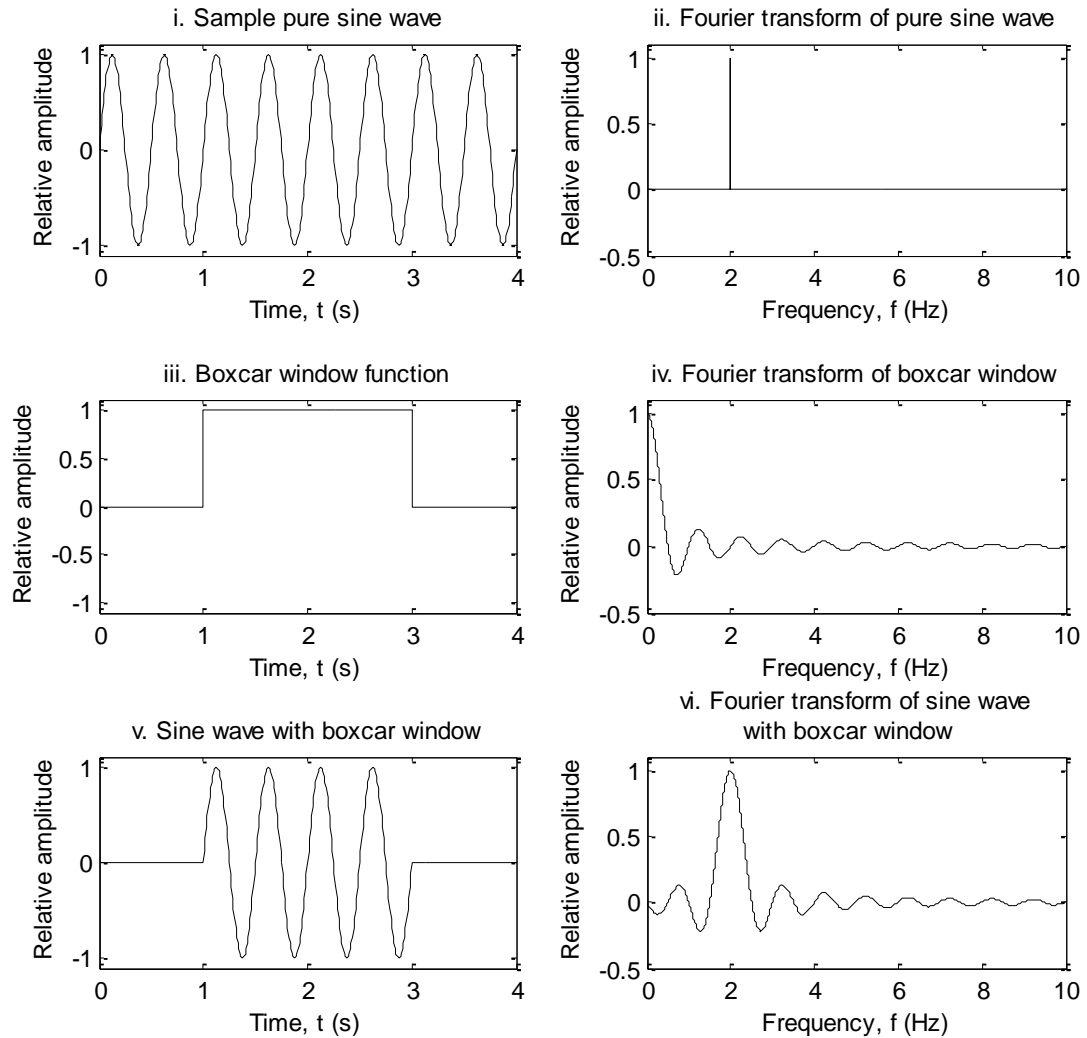 i. Sample pure sine wave
Relative amplitude
1
0
-1
0 1 2 3 4
Time, t (s)
ii. Fourier transform of pure sine wave
Relative amplitude
1
0.5
0
-0.5
0 2 4 6 8 10
Frequency, f (Hz)
iii. Boxcar window function
Relative amplitude
1
0.5
0
-0.5
-1
0 1 2 3 4
Time, t (s)
iv. Fourier transform of boxcar window
Relative amplitude
1
0.5
0
-0.5
0 2 4 6 8 10
Frequency, f (Hz)
v. Sine wave with boxcar window
Relative amplitude
1
0
-1
0 1 2 3 4
Time, t (s)
vi. Fourier transform of sine wave
with boxcar window
Relative amplitude
1
0.5
0
-0.5
0 2 4 6 8 10
Frequency, f (Hz)